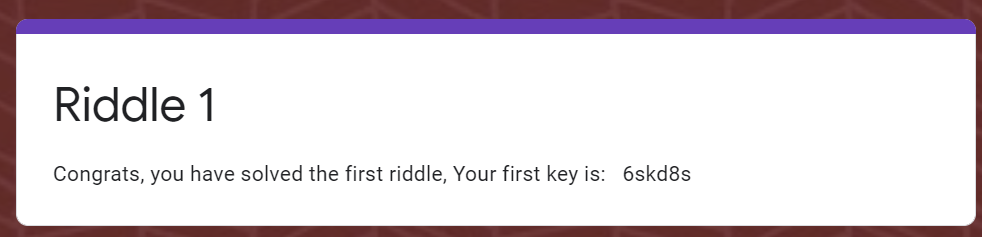 Riddle 1
Congrats, you have solved the first riddle, Your first key is: 6skd8s